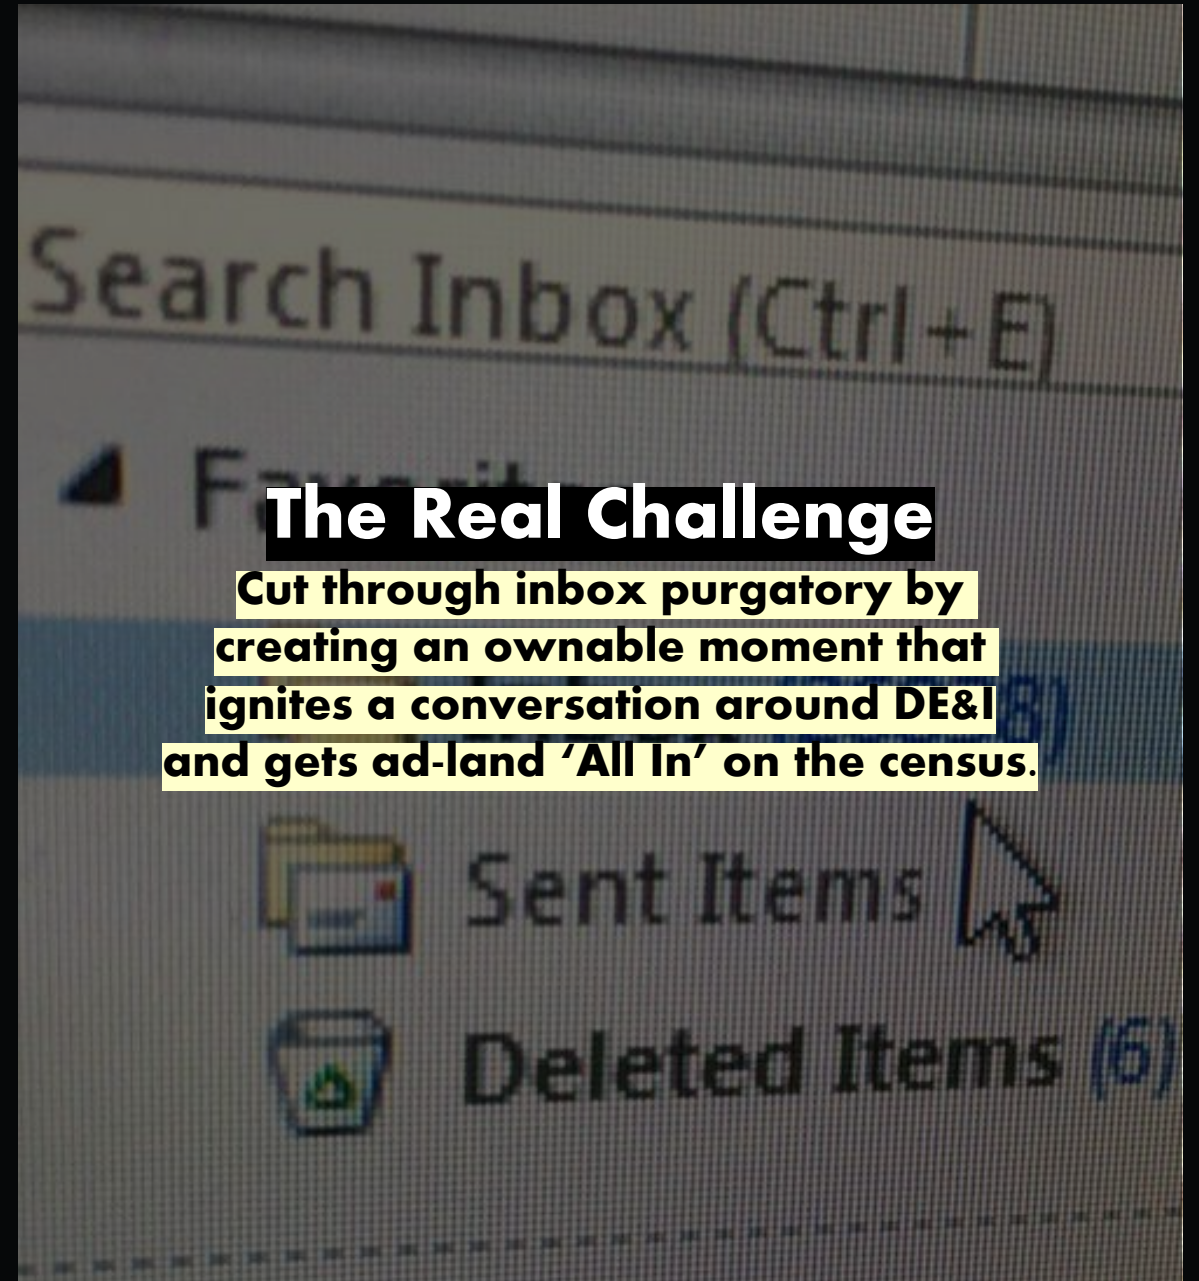 Search Inbox (Ctrl+E)
The Real Challenge
Cut through inbox purgatory by
creating an ownable moment that
ignites a conversation around DE&I
and gets ad-land ‘All In’ on the census.
Sent Items
Deleted Items (6)